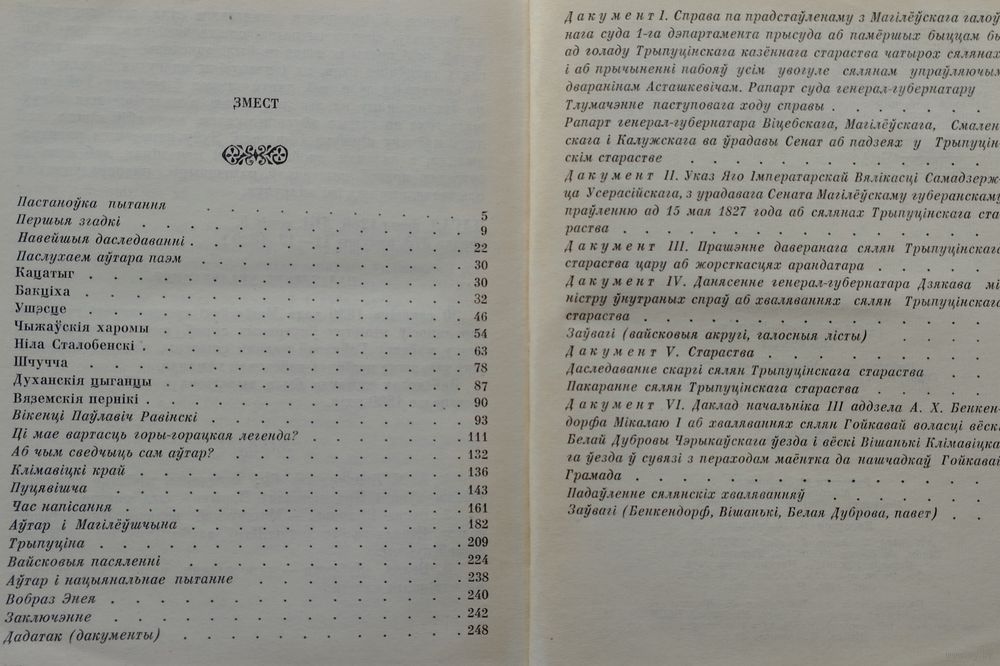 ЗМЕСТ
Пастаноўка пытання . . . . . . . . 5
Першыя згадкі . . . . . . . . 9
Навейшыя даследаванні . . . . . . . . 22
Паслухаем аўтара паэм . . . . . . . . 30
Кацатыг . . . . . . . . 30
Бакціха . . . . . . . . 32
Ушэсце . . . . . . . . 46
Чыжаўскія харомы . . . . . . . . 54
Ніла Сталобенскі . . . . . . . . 63
Шчучча . . . . . . . . 78
Духанскія цыганцы . . . . . . . . 87
Вяземскія пернікі . . . . . . . . 90
Вікенці Паўлавіч Равінскі . . . . . . . . 93
Ці мае вартасць горы-горацкая легенда? . . . . . 111
Аб чым сведчыць сам аўтар? . . . . . . . 132
Клімавіцкі край . . . . . . . . 136
Пуцявішча . . . . . . . . 143
Час напісання . . . . . . . . 161
Аўтар і Магілёўшчына . . . . . . . . 182
Трыпуціна . . . . . . . . 209
Вайсковыя пасяленні . . . . . . . . 224
Аўтар і нацыянальнае пытанне . . . . . . . 238
Вобраз Энея . . . . . . . . 240
Заключэнне . . . . . . . . 242
Дадатак (дакументы) . . . . . . . . 248
Дакумент I. Справа па прадстаўленаму з Магілёўскага галоў-
нага суда 1-га дэпартамента прысуда аб памёршых быццам бы
ад голаду Трыпуцінскага казённага стараства чатырох сялянах
і аб прычыненні пабояў усім увогуле сялянам упраўляючым
дваранінам Асташкевічам. Рапарт суда генерал-губернатару
Тлумачэнне паступовага ходу справы . . . . .
Рапарт генерал-губернатара Віцебскага, Магілёўскага, Смален-
скага і Калужскага ва ўрадавы Сенат аб падзеях у Трыпуцін-
скім старастве . . . . . . . .
Дакумент II. Указ Яго Імператарскай Вялікасці Самадзерж-
ца Усерасійскага, з урадавага Сената Магілёўскаму губеранскаму
праўленню ад 15 мая 1827 года аб сялянах Трыпуцінскага ста-
раства . . . . . . . .
Дакумент III. Прашэнне даверанага сялян Трыпуцінскага
стараства цару аб жорсткасцях арандатара . . . .
Дакумент IV. Данясенне генерал-губернатара Дзякава мі-
ністру ўнутраных спраў аб хваляваннях сялян Трыпуцінскага
стараства . . . . . . . .
Заўвагі (вайсковыя акругі, галосныя лісты) . . . .
Дакумент V. Стараства . . . . . . .
Даследаванне скаргі сялян Трыпуцінскага стараства . .
Пакаранне сялян Трыпуцінскага стараства . . . .
Дакумент VI. Даклад начальніка III аддзела А. Х. Бенкен-
дорфа Мікалаю I аб хваляваннях сялян Гойкавай воласці вёскі
Белай Дубровы Чэрыкаўскага ўезда і вёскі Вішанькі Клімавіцка-
га ўезда ў сувязі з пераходам маёнтка да нашчадкаў Гойкавай
Грамада . . . . . . . .
Падаўленне сялянскіх хваляванняў . . . . .
Заўвагі (Бенкендорф, Вішанькі, Белая Дуброва, павет) . .